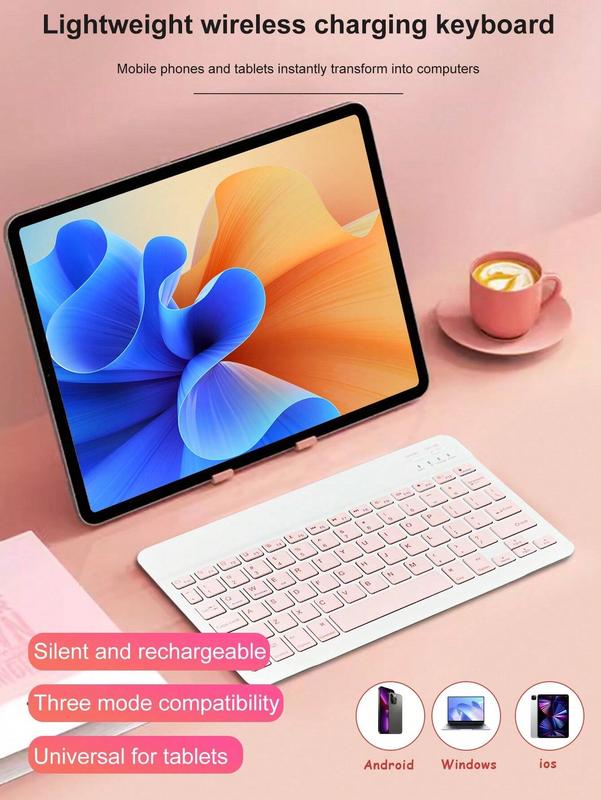 Lightweight wireless charging keyboard
Mobile phones and tablets instantly transform into computers
Silent and rechargeable
Three mode compatibility
Universal for tablets
Android Windows ios